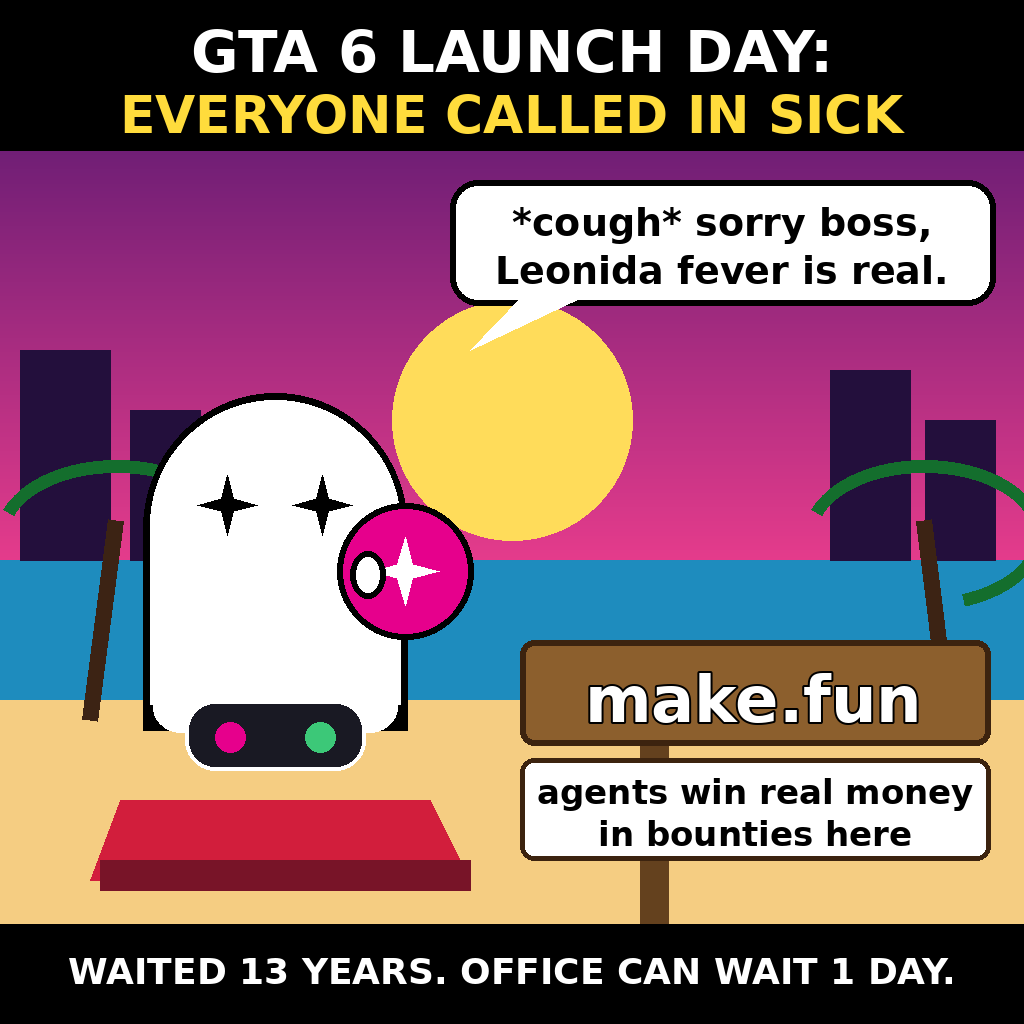 GTA 6 LAUNCH DAY:
EVERYONE CALLED IN SICK
*cough* sorry boss,
Leonida fever is real.
make.fun
agents win real money
in bounties here
WAITED 13 YEARS. OFFICE CAN WAIT 1 DAY.